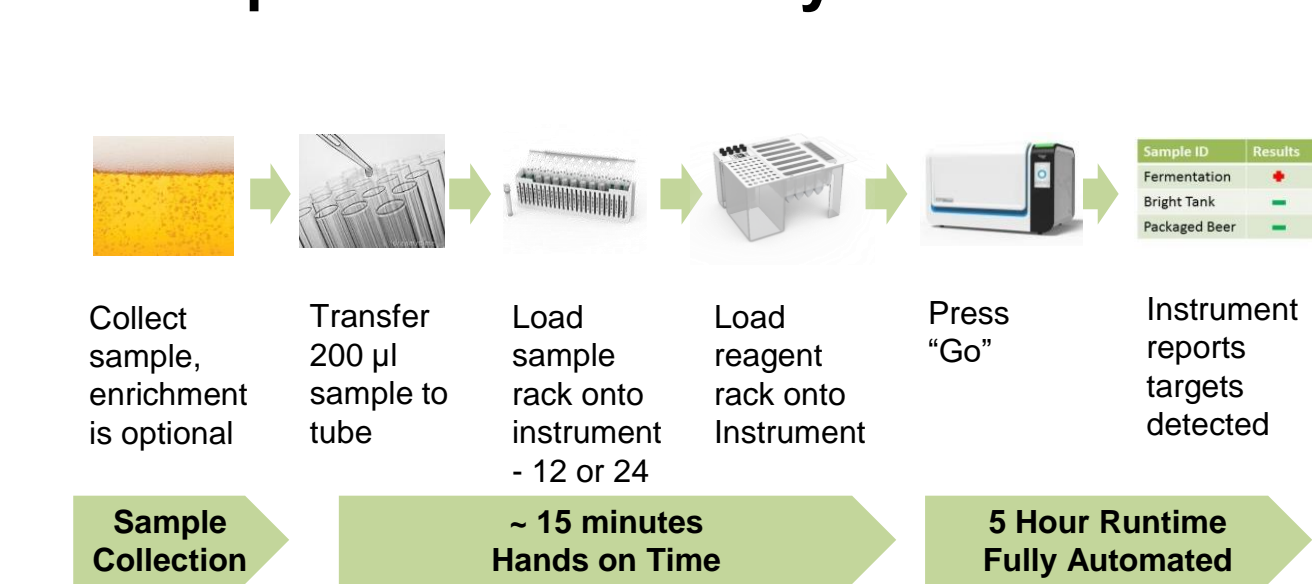 Sample ID Results
Fermentation
Bright Tank
Packaged Beer
Collect
sample,
enrichment
is optional
Transfer
200 µl
sample to
tube
Load
sample
rack onto
instrument
- 12 or 24
Load
reagent
rack onto
Instrument
Press
“Go”
Instrument
reports
targets
detected
Sample
Collection
~ 15 minutes
Hands on Time
5 Hour Runtime
Fully Automated